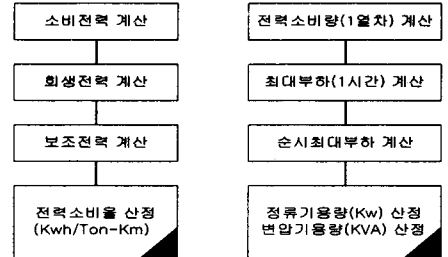 소비전력 계산
회생전력 계산
보조전력 계산
전력소비율 산정
(Kwh/Ton-Km)
전력소비량(1열차) 계산
최대부하(1시간) 계산
순시최대부하 계산
정류기용량(Kw) 산정
변압기용량(KVA) 산정